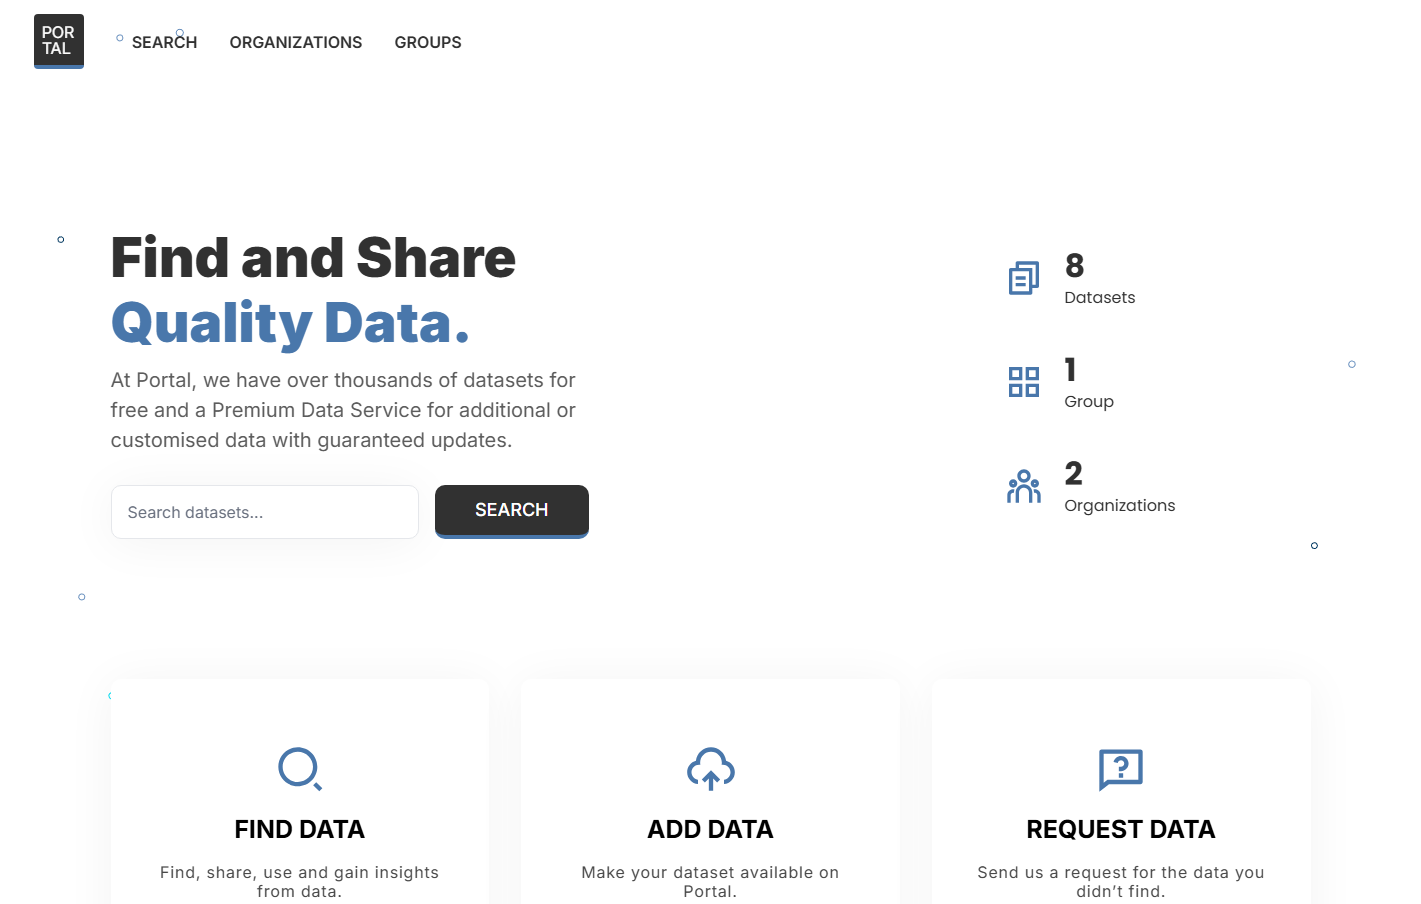 POR
TAL
SEARCH
ORGANIZATIONS
GROUPS
Find and Share
Quality Data.
At Portal, we have over thousands of datasets for
free and a Premium Data Service for additional or
customised data with guaranteed updates.
Search datasets...
SEARCH
8
Datasets
1
Group
2
Organizations
FIND DATA
Find, share, use and gain insights
from data.
ADD DATA
Make your dataset available on
Portal.
REQUEST DATA
Send us a request for the data you
didn’t find.